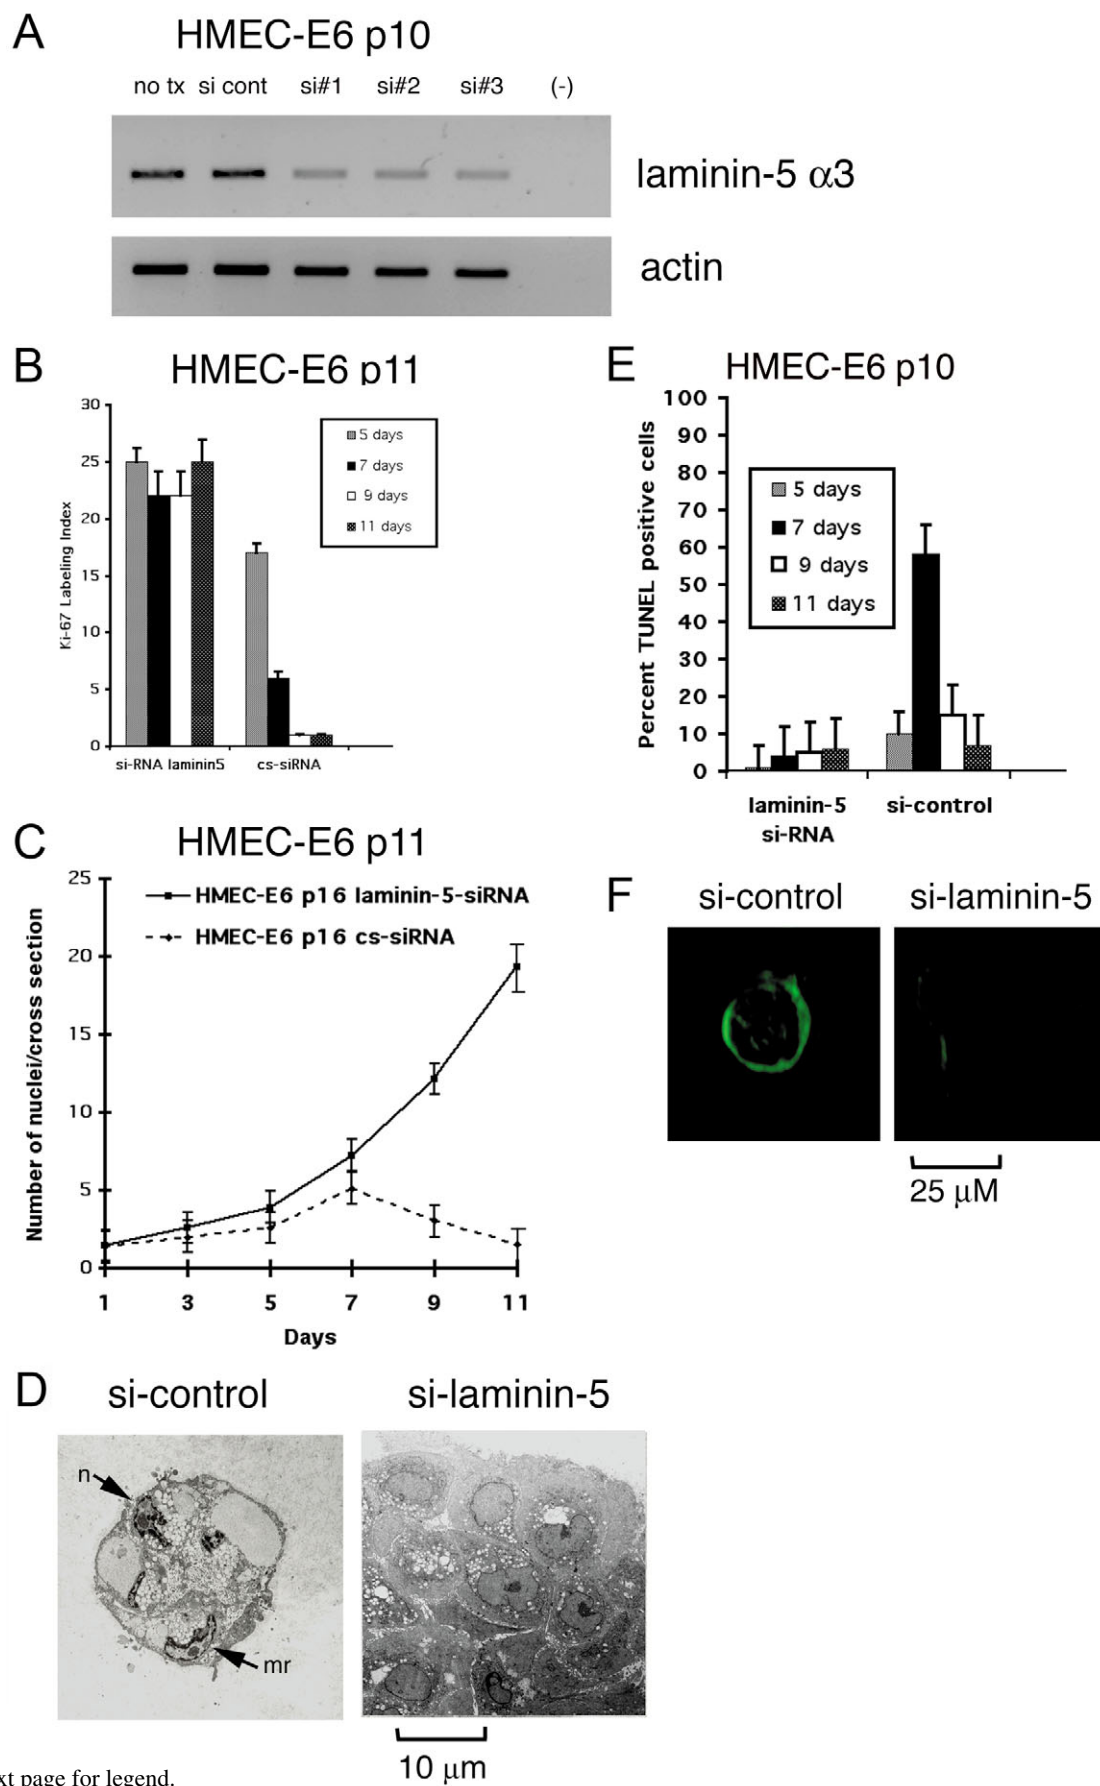 A
HMEC-E6 p10
no tx si cont si#1 si#2 si#3 (-)
laminin-5 α3
actin
B
HMEC-E6 p11
30
25
20
15
10
5
0
Ki-67 Labeling Index
5 days
7 days
9 days
11 days
si-RNA laminin5 cs-siRNA
E
HMEC-E6 p10
100
90
80
70
60
50
40
30
20
10
0
Percent TUNEL positive cells
5 days
7 days
9 days
11 days
laminin-5 si-control
si-RNA
C
HMEC-E6 p11
25
20
15
10
5
0
Number of nuclei/cross section
HMEC-E6 p16 laminin-5-siRNA
HMEC-E6 p16 cs-siRNA
1 3 5 7 9 11
Days
F
si-control si-laminin-5
25 μM
D
si-control si-laminin-5
n
mr
10 μm
xt page for legend.